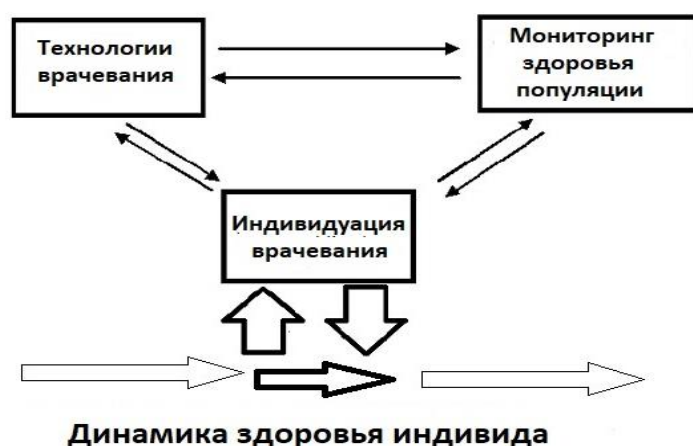 Технологии
врачевания
Мониторинг
здоровья
популяции
Индивидуация
врачевания
Динамика здоровья индивида